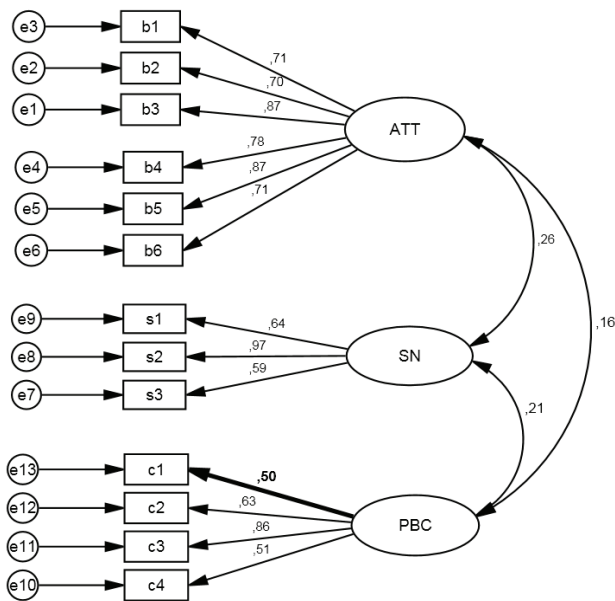 e3 b1 ,71
e2 b2 ,70
e1 b3 ,87 ATT
e4 b4 ,78
e5 b5 ,87
e6 b6 ,71
,26
,16
e9 s1 ,64
e8 s2 ,97 SN
e7 s3 ,59
,21
e13 c1 ,50
e12 c2 ,63 PBC
e11 c3 ,86
e10 c4 ,51